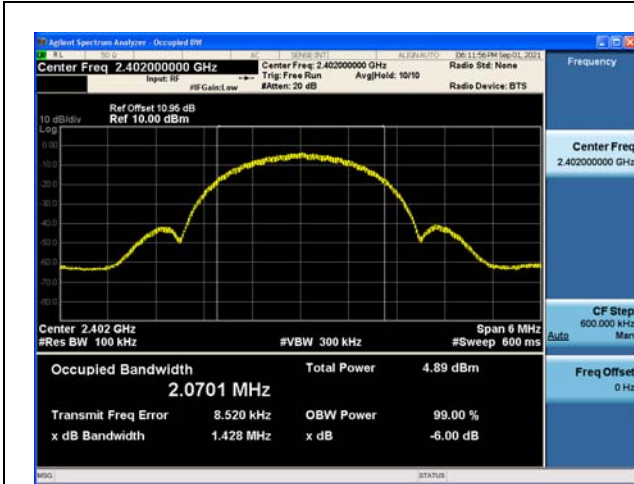 Agilent Spectrum Analyzer - Occupied BW
RL 50 Ω AC SENSE:INT ALIGN AUTO 06:11:56 PM Sep 01, 2021
Center Freq 2.402000000 GHz
Center Freq: 2.402000000 GHz
Radio Std: None
Input: RF
Trig: Free Run Avg|Hold: 10/10
#IFGain:Low
#Atten: 20 dB
Radio Device: BTS
Ref Offset 10.95 dB
10 dB/div Ref 10.00 dBm
Log
0.00
-10.0
-20.0
-30.0
-40.0
-50.0
-60.0
-70.0
-80.0
Center 2.402 GHz Span 6 MHz
#Res BW 100 kHz #VBW 300 kHz #Sweep 600 ms
Occupied Bandwidth Total Power 4.89 dBm
2.0701 MHz
Transmit Freq Error 8.520 kHz OBW Power 99.00 %
x dB Bandwidth 1.428 MHz x dB -6.00 dB
MSG STATUS
Frequency
Center Freq
2.402000000 GHz
CF Step
600.000 kHz
Auto Man
Freq Offset
0 Hz